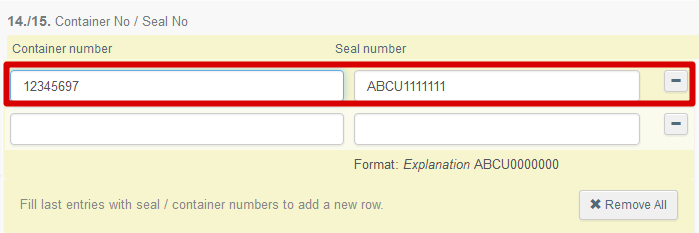 14./15. Container No / Seal No
Container number Seal number
12345697 ABCU1111111
Format: Explanation ABCU0000000
Fill last entries with seal / container numbers to add a new row. ✖ Remove All